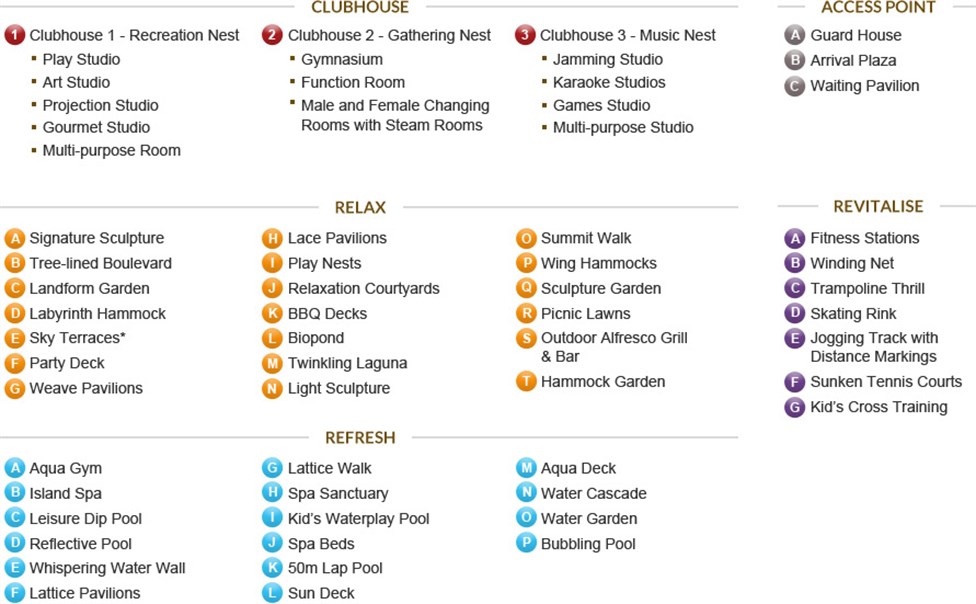 CLUBHOUSE
1 Clubhouse 1 - Recreation Nest
▪ Play Studio
▪ Art Studio
▪ Projection Studio
▪ Gourmet Studio
▪ Multi-purpose Room
2 Clubhouse 2 - Gathering Nest
▪ Gymnasium
▪ Function Room
▪ Male and Female Changing
Rooms with Steam Rooms
3 Clubhouse 3 - Music Nest
▪ Jamming Studio
▪ Karaoke Studios
▪ Games Studio
▪ Multi-purpose Studio
ACCESS POINT
A Guard House
B Arrival Plaza
C Waiting Pavilion
RELAX
A Signature Sculpture
B Tree-lined Boulevard
C Landform Garden
D Labyrinth Hammock
E Sky Terraces*
F Party Deck
G Weave Pavilions
H Lace Pavilions
I Play Nests
J Relaxation Courtyards
K BBQ Decks
L Biopond
M Twinkling Laguna
N Light Sculpture
O Summit Walk
P Wing Hammocks
Q Sculpture Garden
R Picnic Lawns
S Outdoor Alfresco Grill
& Bar
T Hammock Garden
REVITALISE
A Fitness Stations
B Winding Net
C Trampoline Thrill
D Skating Rink
E Jogging Track with
Distance Markings
F Sunken Tennis Courts
G Kid's Cross Training
REFRESH
A Aqua Gym
B Island Spa
C Leisure Dip Pool
D Reflective Pool
E Whispering Water Wall
F Lattice Pavilions
G Lattice Walk
H Spa Sanctuary
I Kid's Waterplay Pool
J Spa Beds
K 50m Lap Pool
L Sun Deck
M Aqua Deck
N Water Cascade
O Water Garden
P Bubbling Pool